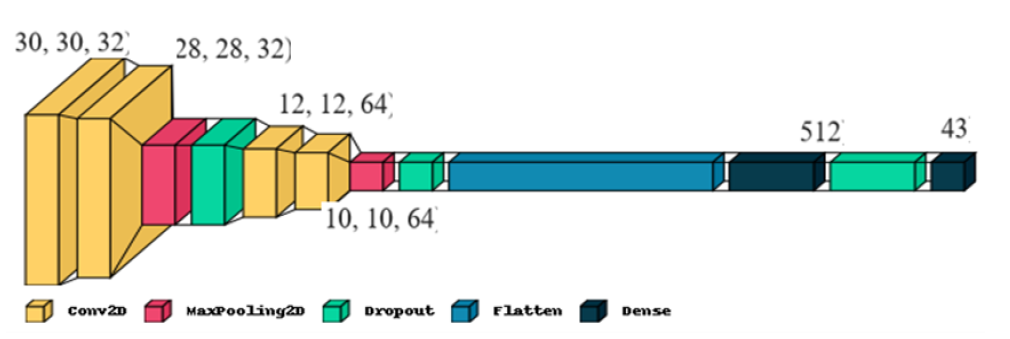 30, 30, 32)
28, 28, 32)
12, 12, 64)
512
43
10, 10, 64)
Conv2D MaxPooling2D Dropout Flatten Dense